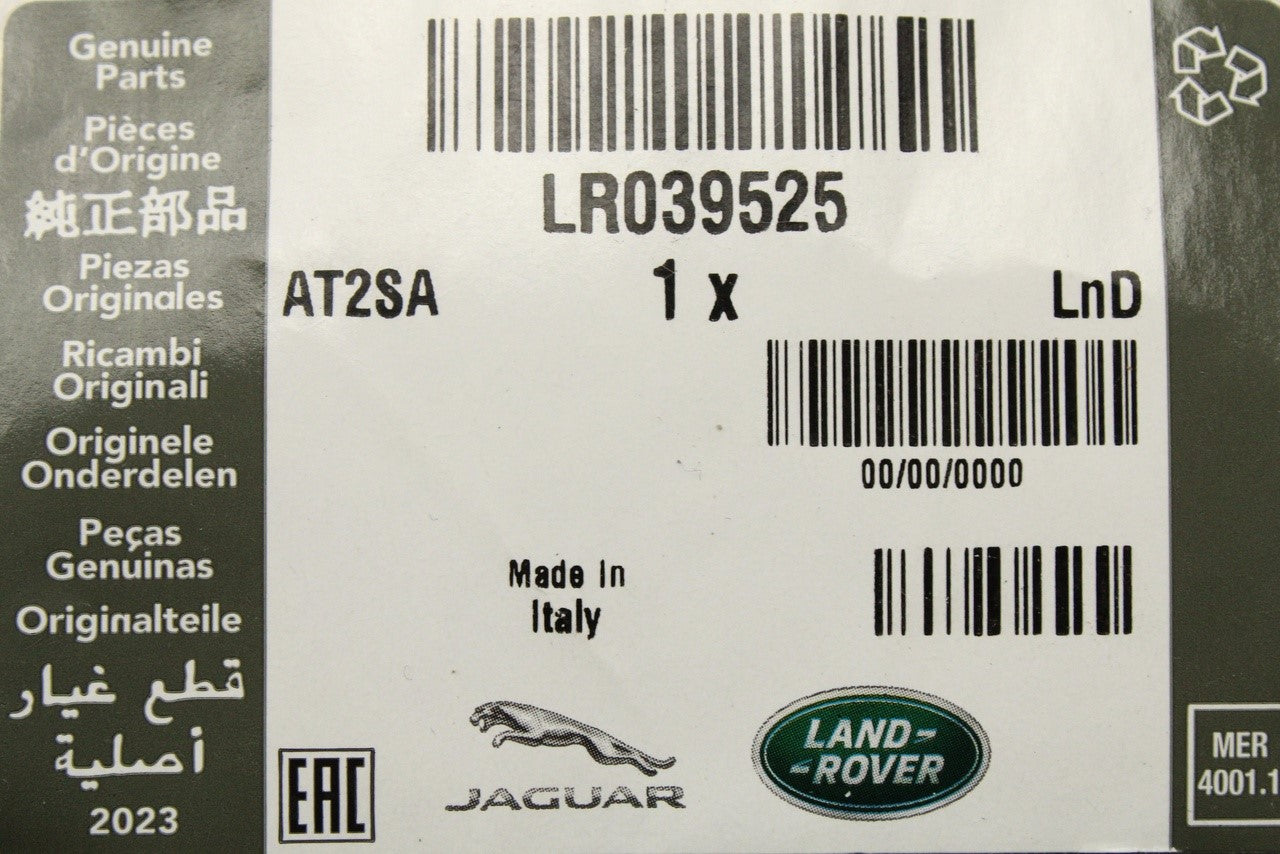 Genuine
Parts
Pièces
d'Origine
純正部品
Piezas
Originales
Ricambi
Originali
Originele
Onderdelen
Peças
Genuinas
Originalteile
قطع غيار
أصلية
2023
LR039525
AT2SA 1 x LnD
00/00/0000
Made In
Italy
EAC
JAGUAR
LAND-
-ROVER
MER
4001.1